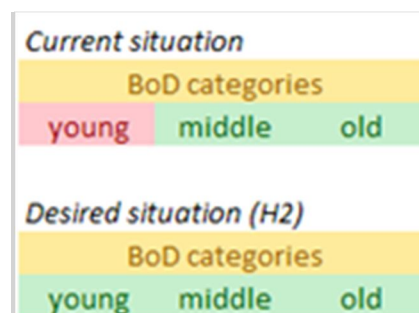 Current situation
BoD categories
young middle old
Desired situation (H2)
BoD categories
young middle old